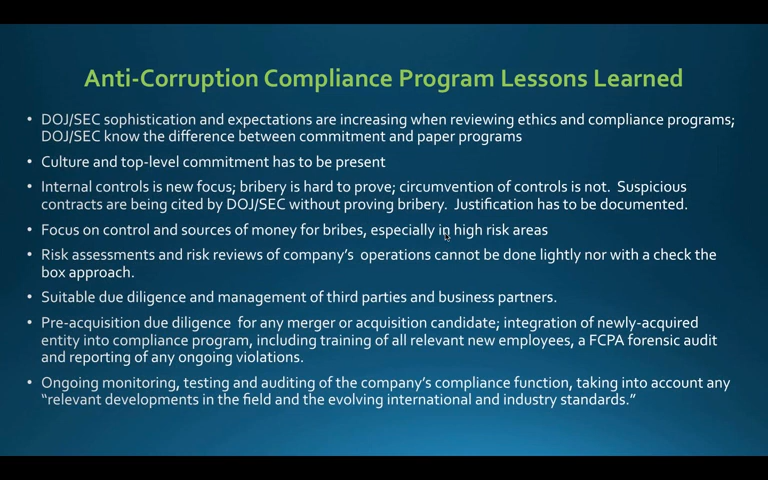 Anti-Corruption Compliance Program Lessons Learned
• DOJ/SEC sophistication and expectations are increasing when reviewing ethics and compliance programs;
DOJ/SEC know the difference between commitment and paper programs
• Culture and top-level commitment has to be present
• Internal controls is new focus; bribery is hard to prove; circumvention of controls is not.  Suspicious
contracts are being cited by DOJ/SEC without proving bribery.  Justification has to be documented.
• Focus on control and sources of money for bribes, especially in high risk areas
• Risk assessments and risk reviews of company's  operations cannot be done lightly nor with a check the
box approach.
• Suitable due diligence and management of third parties and business partners.
• Pre-acquisition due diligence  for any merger or acquisition candidate; integration of newly-acquired
entity into compliance program, including training of all relevant new employees, a FCPA forensic audit
and reporting of any ongoing violations.
• Ongoing monitoring, testing and auditing of the company's compliance function, taking into account any
“relevant developments in the field and the evolving international and industry standards.”